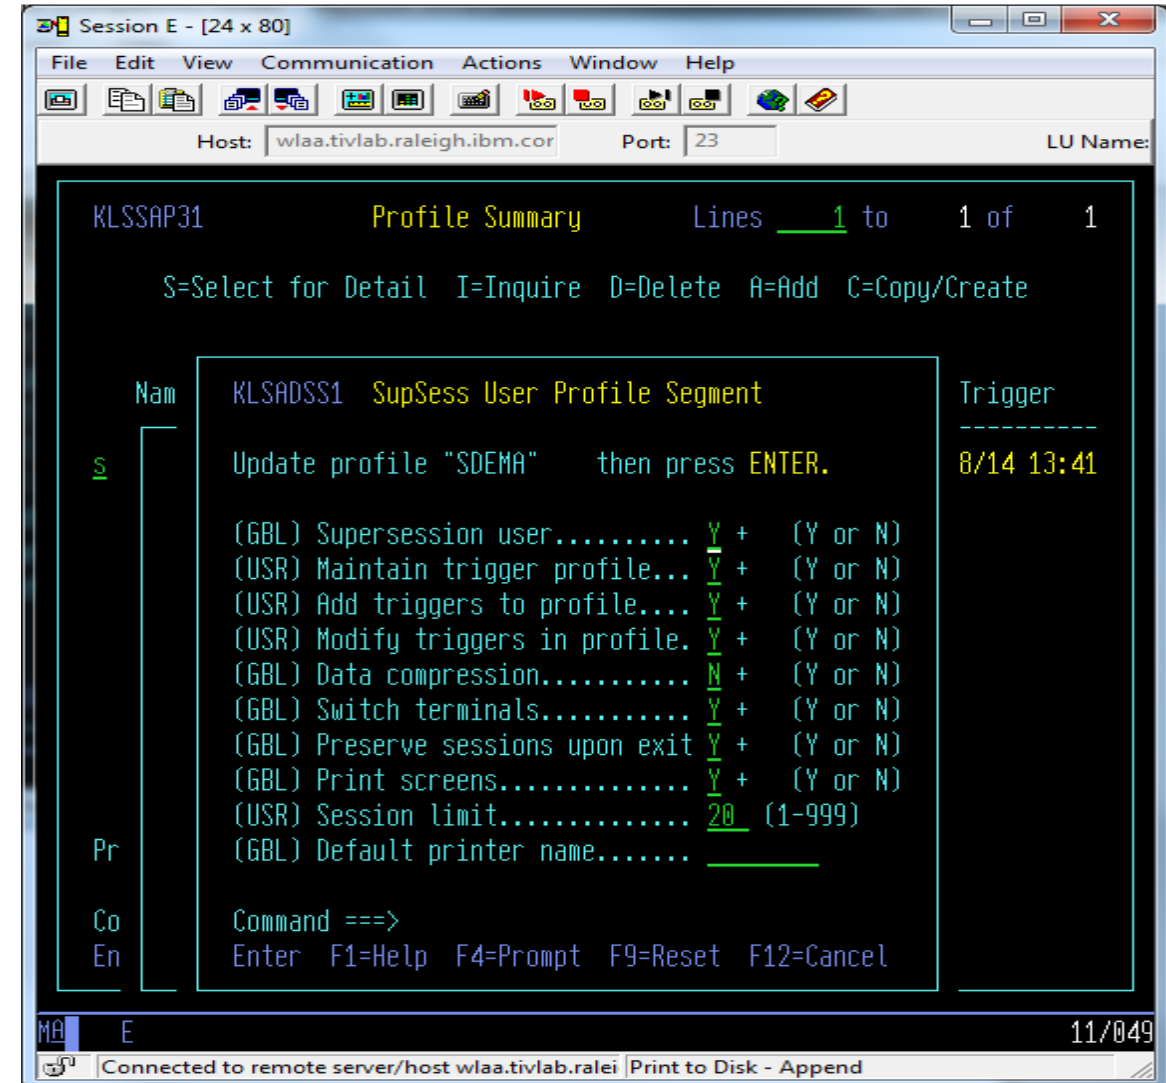 Session E - [24 x 80]
File Edit View Communication Actions Window Help
Host: wlaa.tivlab.raleigh.ibm.cor Port: 23 LU Name:
KLSSAP31 Profile Summary Lines 1 to 1 of 1
S=Select for Detail I=Inquire D=Delete A=Add C=Copy/Create
Nam KLSADSS1 SupSess User Profile Segment Trigger
----------
s Update profile "SDEMA" then press ENTER. 8/14 13:41
(GBL) Supersession user.......... Y + (Y or N)
(USR) Maintain trigger profile... Y + (Y or N)
(USR) Add triggers to profile.... Y + (Y or N)
(USR) Modify triggers in profile. Y + (Y or N)
(GBL) Data compression........... N + (Y or N)
(GBL) Switch terminals........... Y + (Y or N)
(GBL) Preserve sessions upon exit Y + (Y or N)
(GBL) Print screens.............. Y + (Y or N)
(USR) Session limit.............. 20 (1-999)
Pr (GBL) Default printer name....... ________
Co Command ===>
En Enter F1=Help F4=Prompt F9=Reset F12=Cancel
MA E 11/049
Connected to remote server/host wlaa.tivlab.ralei Print to Disk - Append